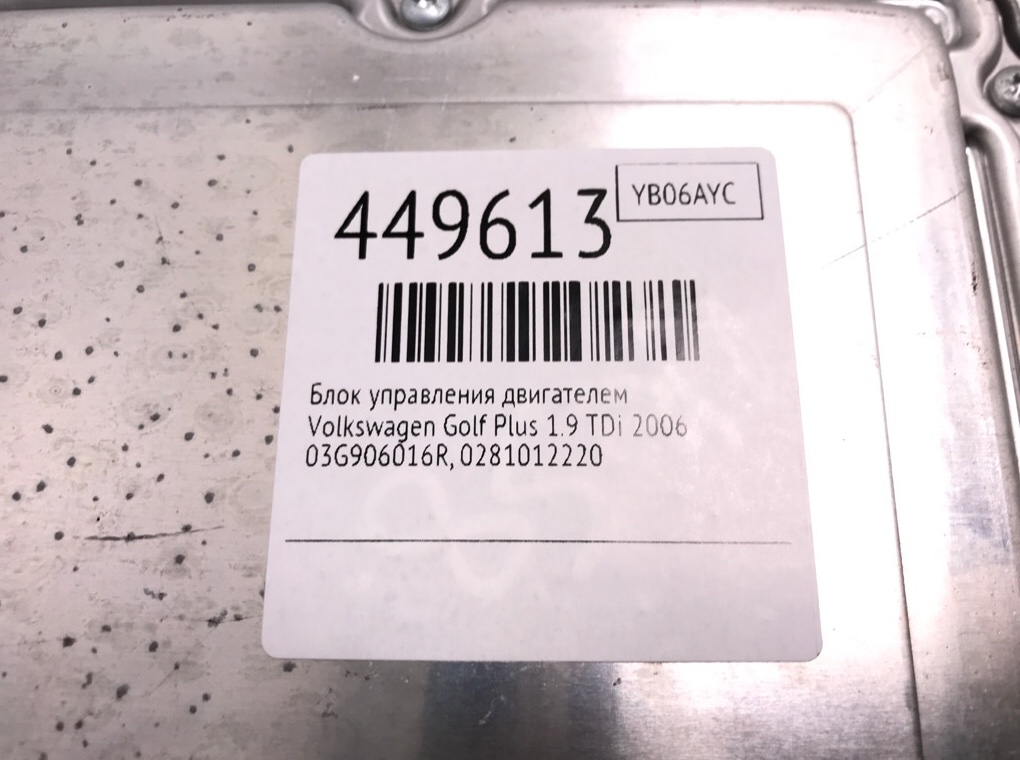 449613
YB06AYC
Блок управления двигателем
Volkswagen Golf Plus 1.9 TDi 2006
03G906016R, 0281012220